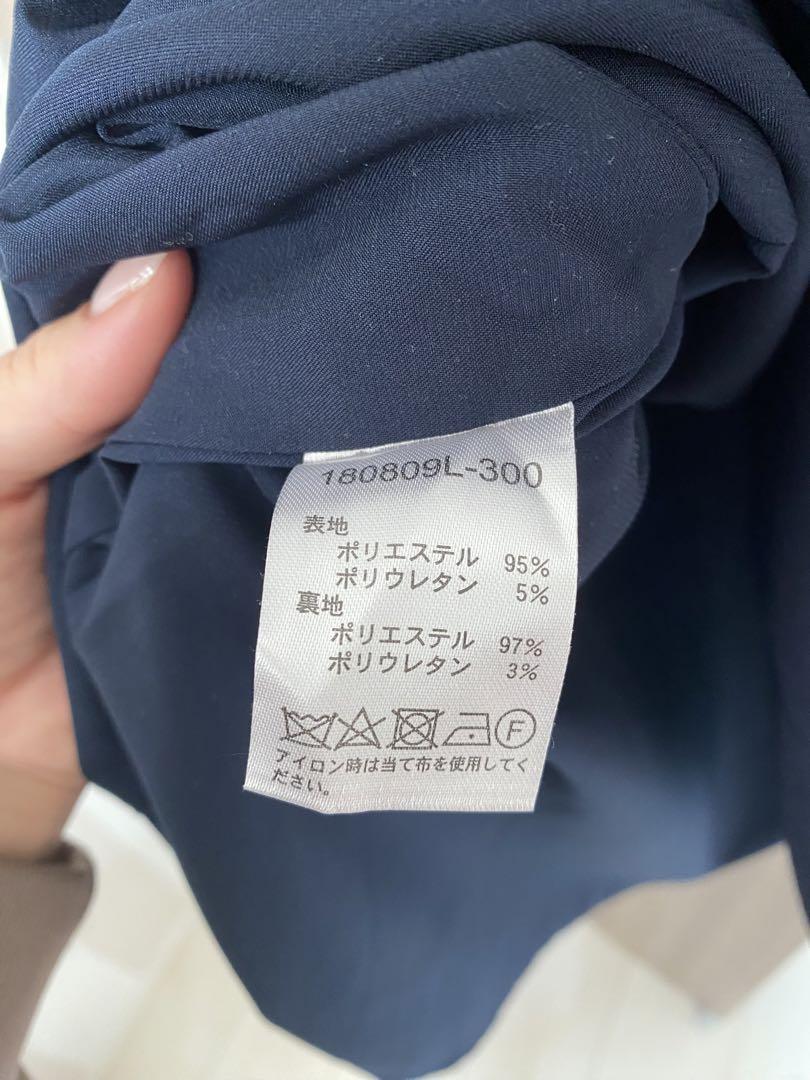 180809L-300
表地
ポリエステル 95%
ポリウレタン 5%
裏地
ポリエステル 97%
ポリウレタン 3%
F
アイロン時は当て布を使用してく
ださい。